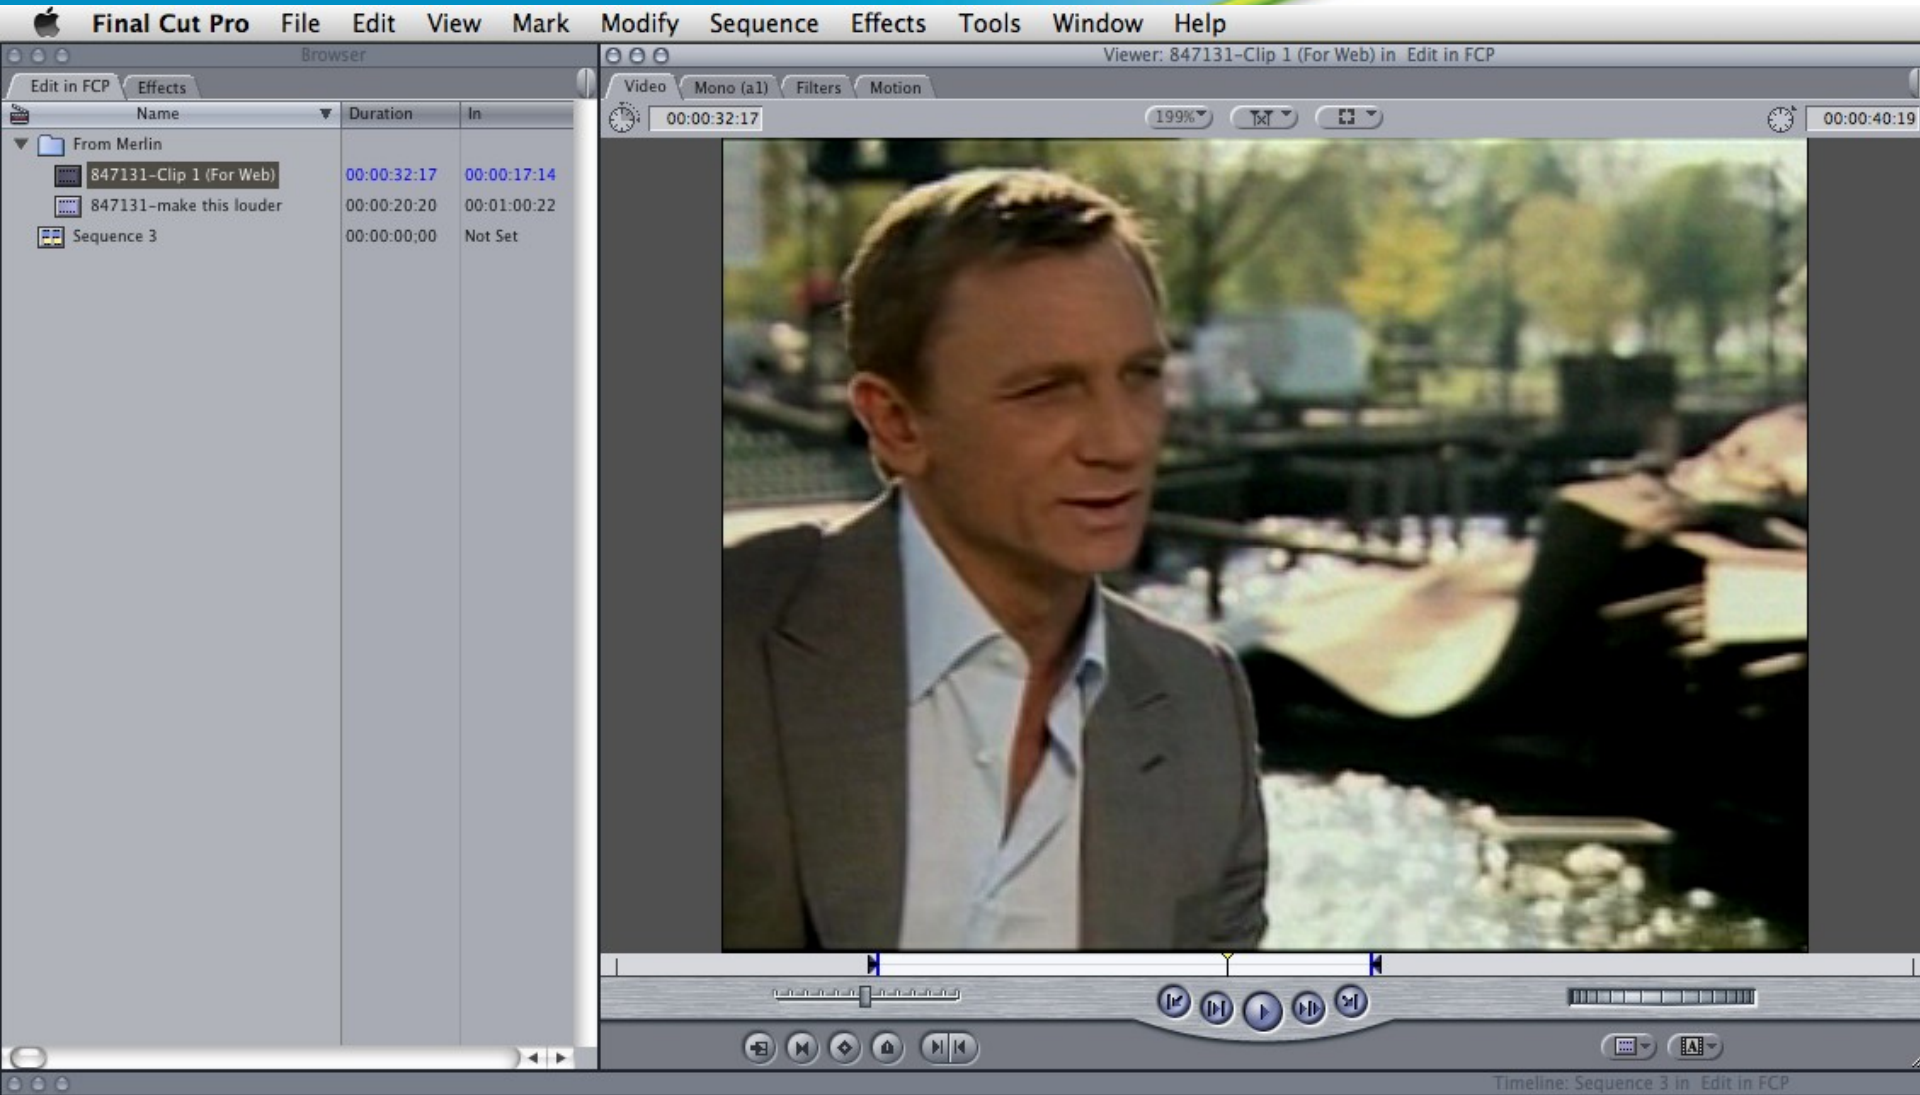 Final Cut Pro File Edit View Mark Modify Sequence Effects Tools Window Help
Browser
Viewer: 847131-Clip 1 (For Web) in Edit in FCP
Edit in FCP Effects
Video Mono (a1) Filters Motion
Name Duration In
00:00:32:17 199% 00:00:40:19
From Merlin
847131-Clip 1 (For Web) 00:00:32:17 00:00:17:14
847131-make this louder 00:00:20:20 00:01:00:22
Sequence 3 00:00:00;00 Not Set
A
Timeline: Sequence 3 in Edit in FCP